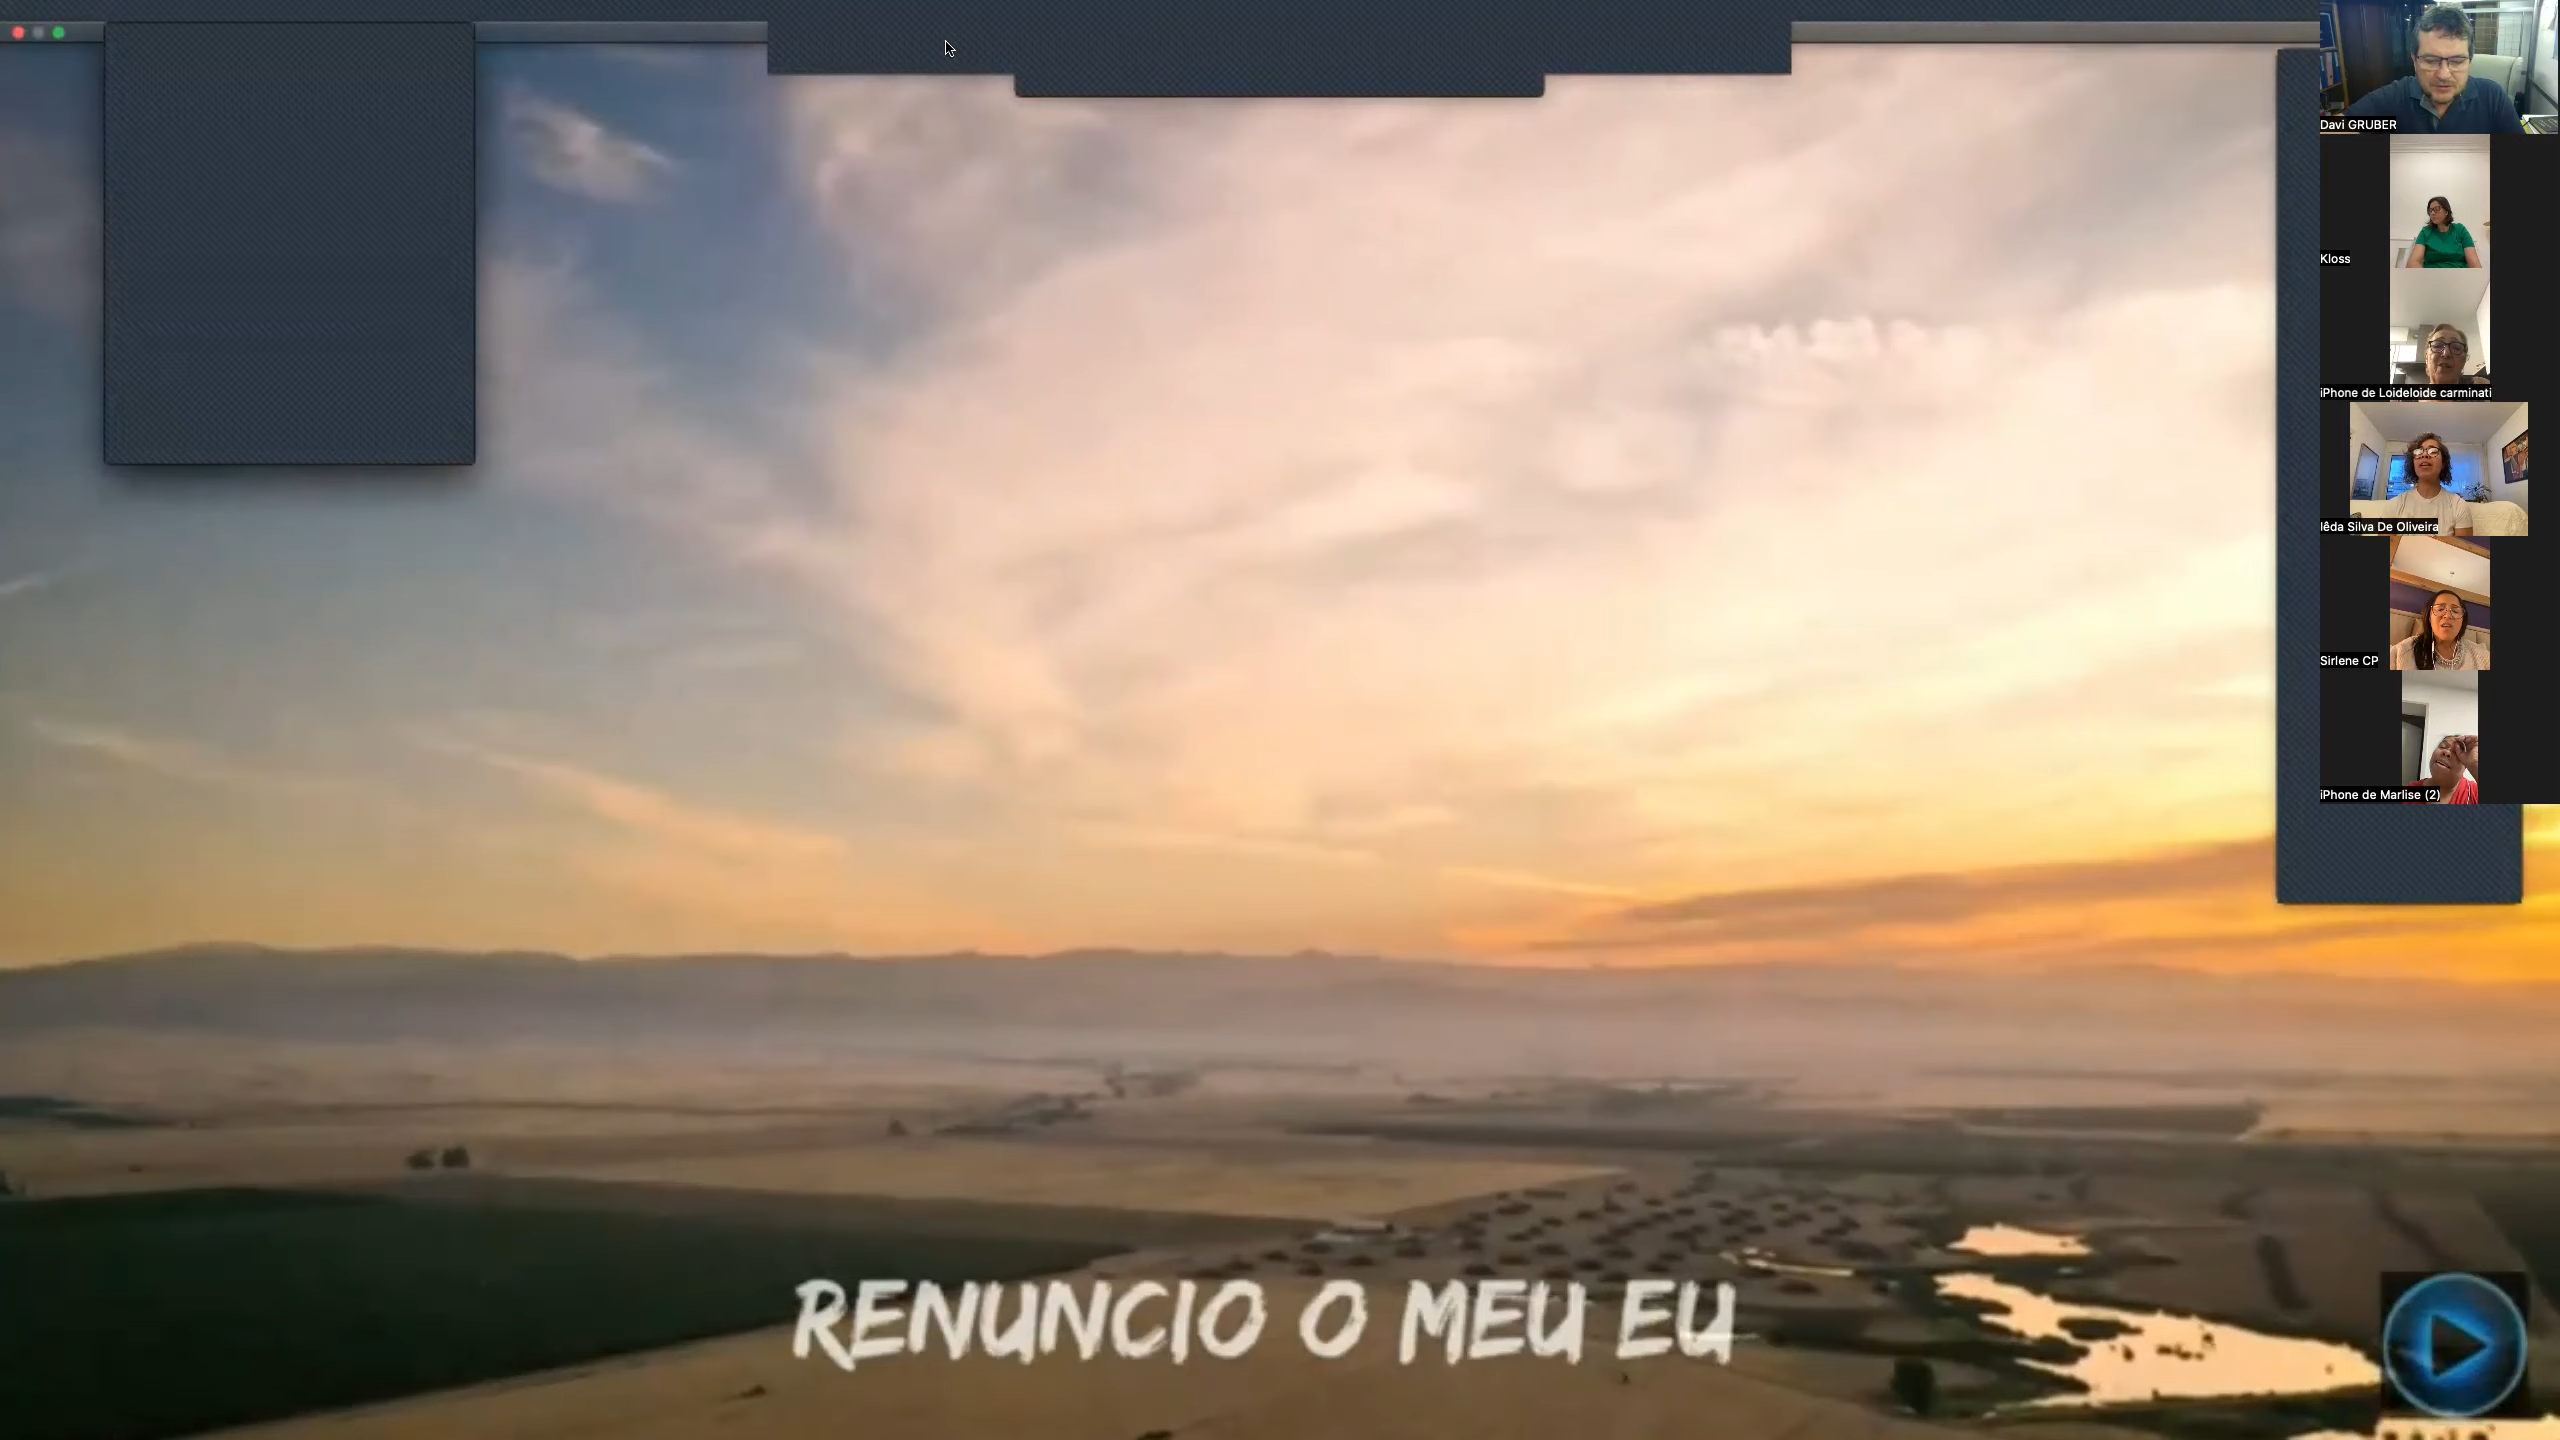 Davi GRUBER
Kloss
iPhone de Loideloide carminati
Iêda Silva De Oliveira
Sirlene CP
iPhone de Marlise (2)
RENUNCIO O MEU EU